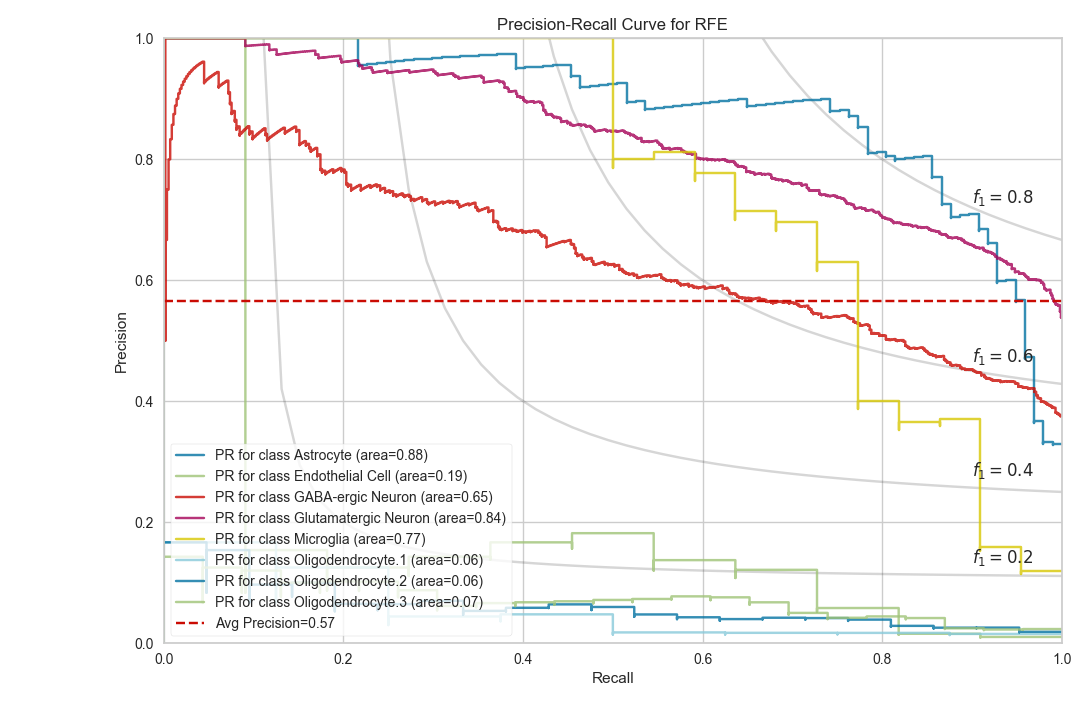 Precision-Recall Curve for RFE
1.0
0.8
0.6
0.4
0.2
0.0
Precision
f1 = 0.8
f1 = 0.6
f1 = 0.4
f1 = 0.2
PR for class Astrocyte (area=0.88)
PR for class Endothelial Cell (area=0.19)
PR for class GABA-ergic Neuron (area=0.65)
PR for class Glutamatergic Neuron (area=0.84)
PR for class Microglia (area=0.77)
PR for class Oligodendrocyte.1 (area=0.06)
PR for class Oligodendrocyte.2 (area=0.06)
PR for class Oligodendrocyte.3 (area=0.07)
Avg Precision=0.57
0.0 0.2 0.4 0.6 0.8 1.0
Recall